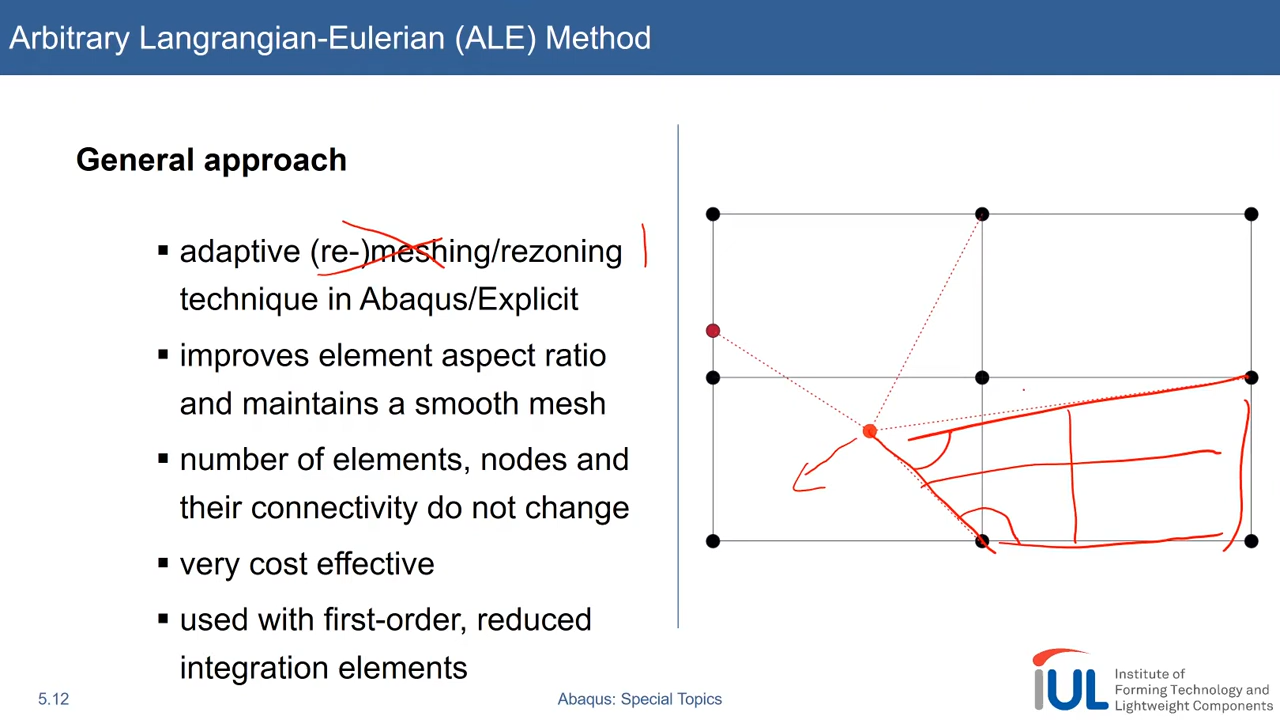 Arbitrary Langrangian-Eulerian (ALE) Method
General approach
▪ adaptive (re-)meshing/rezoning
technique in Abaqus/Explicit
▪ improves element aspect ratio
and maintains a smooth mesh
▪ number of elements, nodes and
their connectivity do not change
▪ very cost effective
▪ used with first-order, reduced
integration elements
5.12
Abaqus: Special Topics
IUL
Institute of
Forming Technology and
Lightweight Components